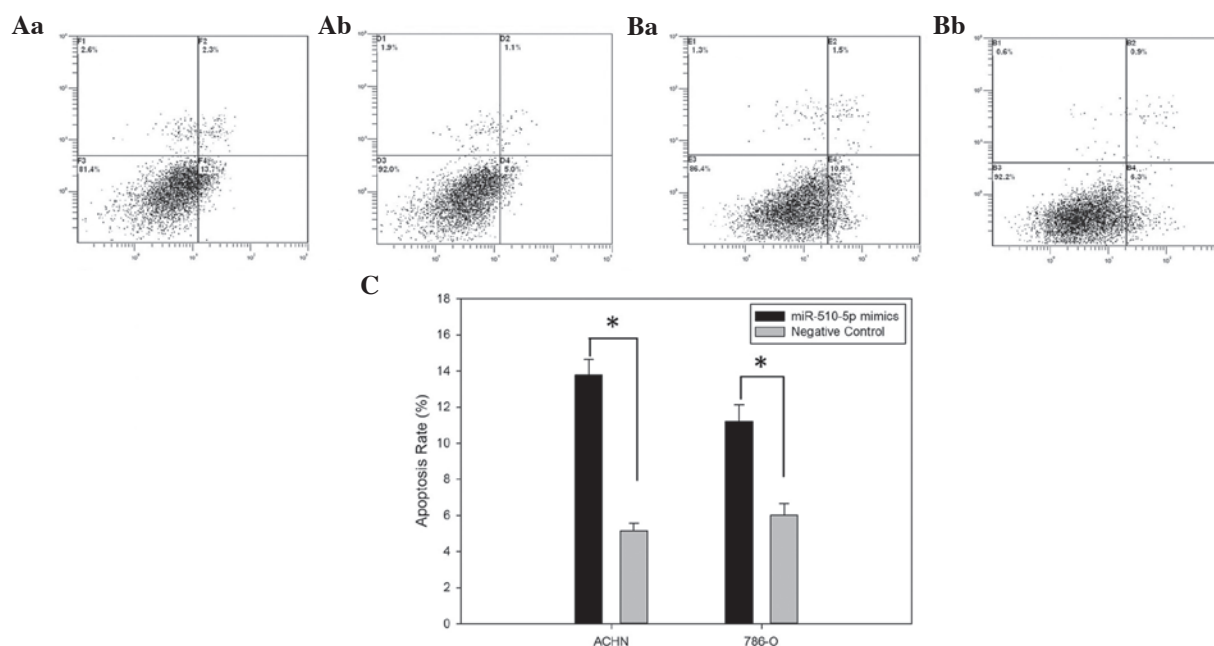 Aa
F1
2.6%
F2
2.3%
F3
81.4%
F4
13.7%
Ab
D1
1.9%
D2
1.1%
D3
92.0%
D4
5.0%
Ba
E1
1.3%
E2
1.5%
E3
86.4%
E4
10.8%
Bb
B1
0.6%
B2
0.9%
B3
92.2%
B4
6.3%
C
Apoptosis Rate (%)
18
16
14
12
10
8
6
4
2
0
*
*
miR-510-5p mimics
Negative Control
ACHN
786-O